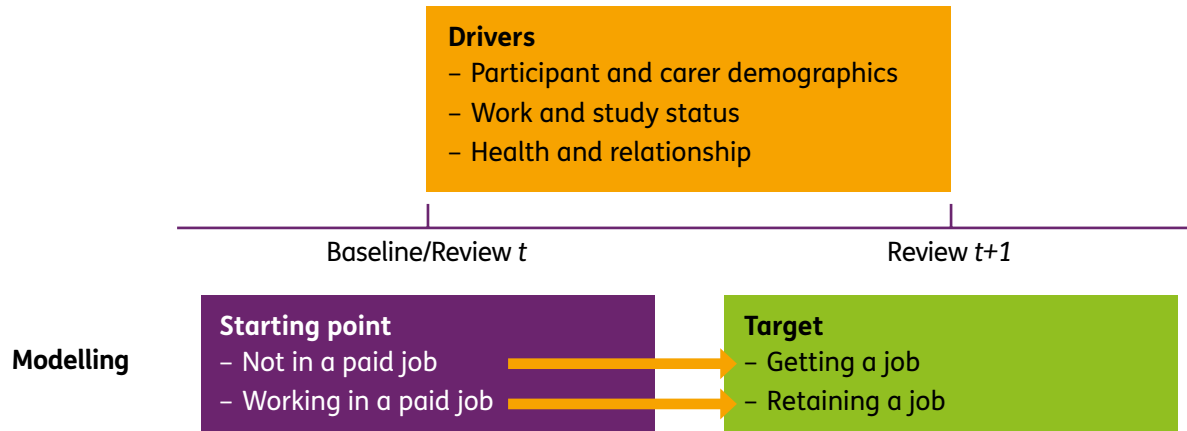 Drivers
– Participant and carer demographics
– Work and study status
– Health and relationship
Baseline/Review t
Review t+1
Modelling
Starting point
– Not in a paid job
– Working in a paid job
Target
– Getting a job
– Retaining a job